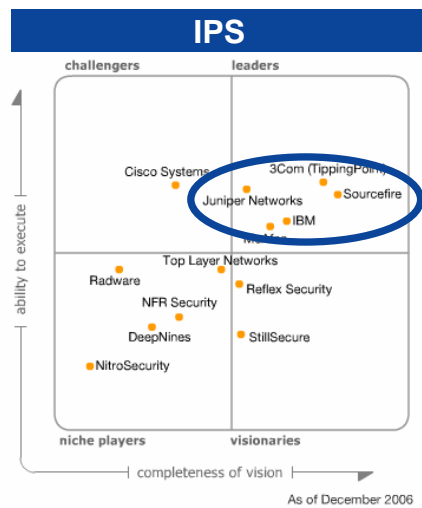 IPS
challengers
leaders
Cisco Systems
3Com (TippingPoint)
Juniper Networks
Sourcefire
IBM
ability to execute
Top Layer Networks
Radware
Reflex Security
NFR Security
DeepNines
StillSecure
NitroSecurity
niche players
visionaries
completeness of vision
As of December 2006